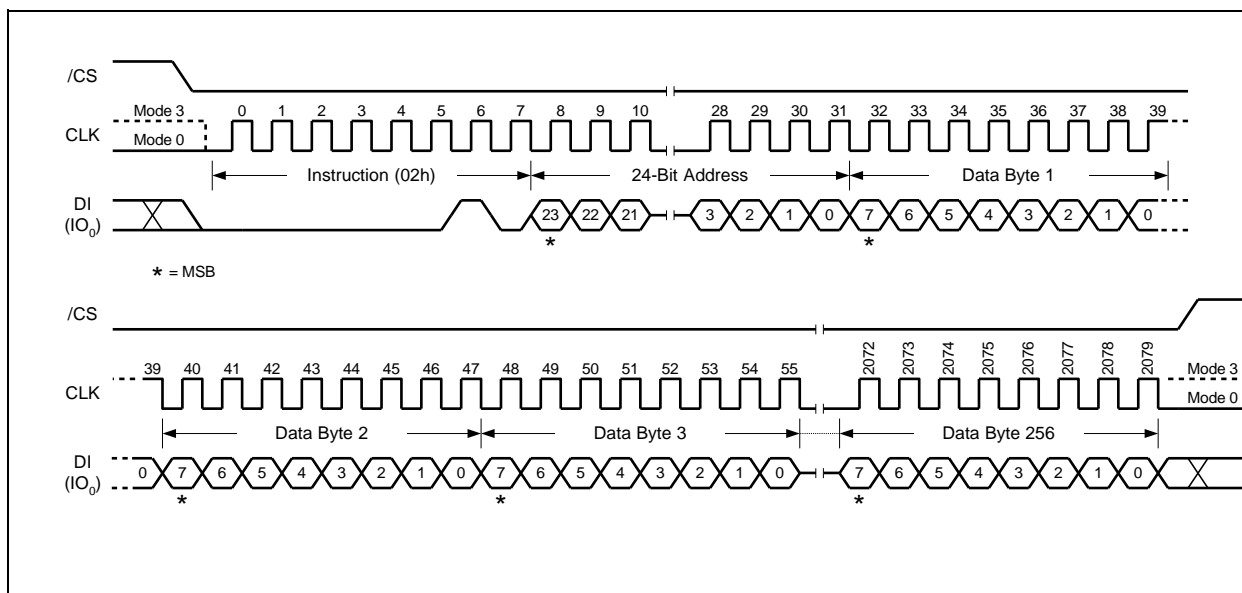 /CS
Mode 3
0 1 2 3 4 5 6 7 8 9 10 28 29 30 31 32 33 34 35 36 37 38 39
CLK
Mode 0
Instruction (02h) 24-Bit Address Data Byte 1
DI
(IO0)
23 22 21 3 2 1 0 7 6 5 4 3 2 1 0
* *
* = MSB
/CS
39 40 41 42 43 44 45 46 47 48 49 50 51 52 53 54 55 2072 2073 2074 2075 2076 2077 2078 2079
Mode 3
CLK
Mode 0
Data Byte 2 Data Byte 3 Data Byte 256
DI
(IO0)
0 7 6 5 4 3 2 1 0 7 6 5 4 3 2 1 0 7 6 5 4 3 2 1 0
* * *